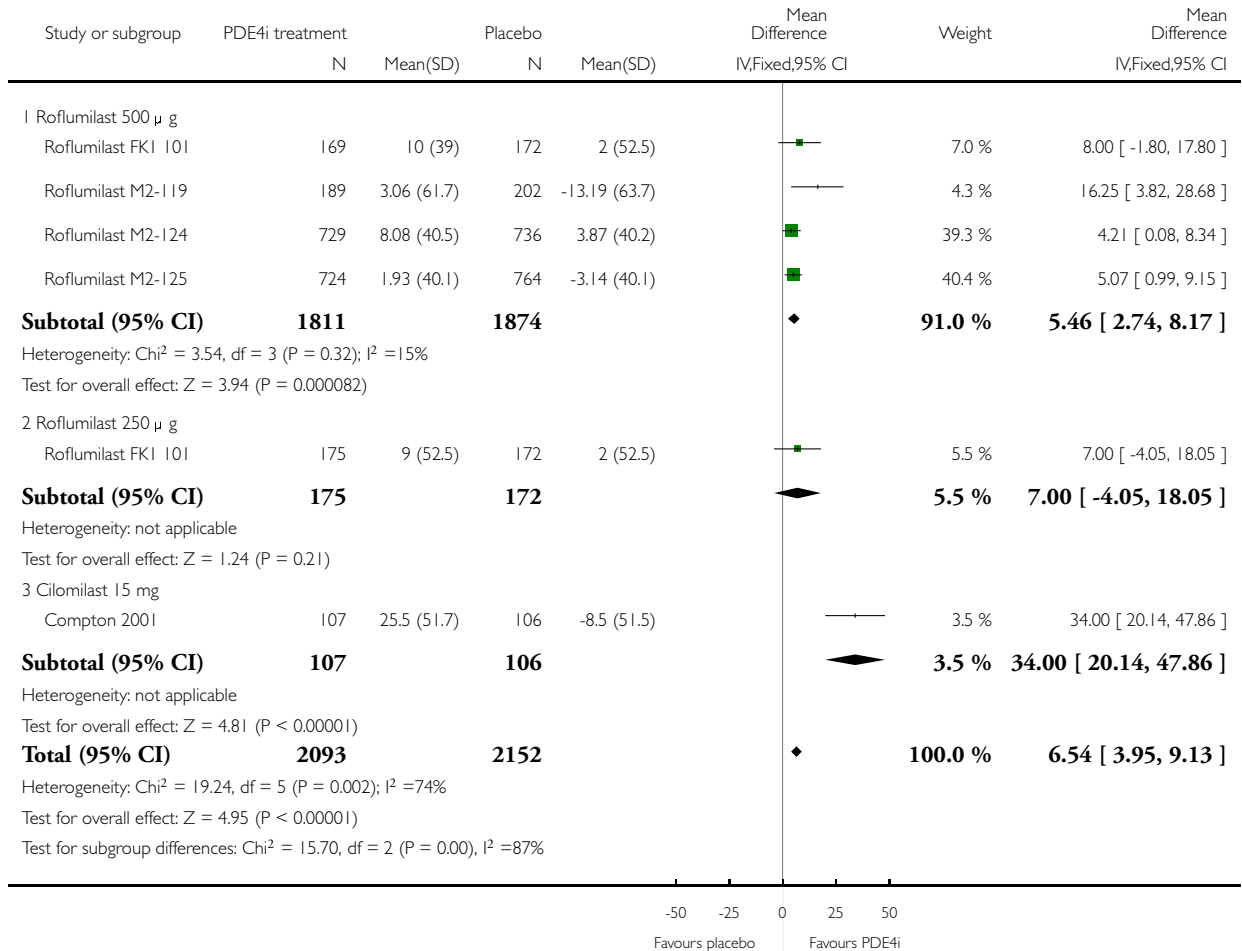 Study or subgroup PDE4i treatment Placebo Mean Difference Weight Mean Difference
N Mean(SD) N Mean(SD) IV,Fixed,95% CI IV,Fixed,95% CI
1 Roflumilast 500 μ g
Roflumilast FK1 101 169 10 (39) 172 2 (52.5) 7.0 % 8.00 [ -1.80, 17.80 ]
Roflumilast M2-119 189 3.06 (61.7) 202 -13.19 (63.7) 4.3 % 16.25 [ 3.82, 28.68 ]
Roflumilast M2-124 729 8.08 (40.5) 736 3.87 (40.2) 39.3 % 4.21 [ 0.08, 8.34 ]
Roflumilast M2-125 724 1.93 (40.1) 764 -3.14 (40.1) 40.4 % 5.07 [ 0.99, 9.15 ]
Subtotal (95% CI) 1811 1874 91.0 % 5.46 [ 2.74, 8.17 ]
Heterogeneity: Chi² = 3.54, df = 3 (P = 0.32); I² =15%
Test for overall effect: Z = 3.94 (P = 0.000082)
2 Roflumilast 250 μ g
Roflumilast FK1 101 175 9 (52.5) 172 2 (52.5) 5.5 % 7.00 [ -4.05, 18.05 ]
Subtotal (95% CI) 175 172 5.5 % 7.00 [ -4.05, 18.05 ]
Heterogeneity: not applicable
Test for overall effect: Z = 1.24 (P = 0.21)
3 Cilomilast 15 mg
Compton 2001 107 25.5 (51.7) 106 -8.5 (51.5) 3.5 % 34.00 [ 20.14, 47.86 ]
Subtotal (95% CI) 107 106 3.5 % 34.00 [ 20.14, 47.86 ]
Heterogeneity: not applicable
Test for overall effect: Z = 4.81 (P < 0.00001)
Total (95% CI) 2093 2152 100.0 % 6.54 [ 3.95, 9.13 ]
Heterogeneity: Chi² = 19.24, df = 5 (P = 0.002); I² =74%
Test for overall effect: Z = 4.95 (P < 0.00001)
Test for subgroup differences: Chi² = 15.70, df = 2 (P = 0.00), I² =87%
-50 -25 0 25 50
Favours placebo Favours PDE4i